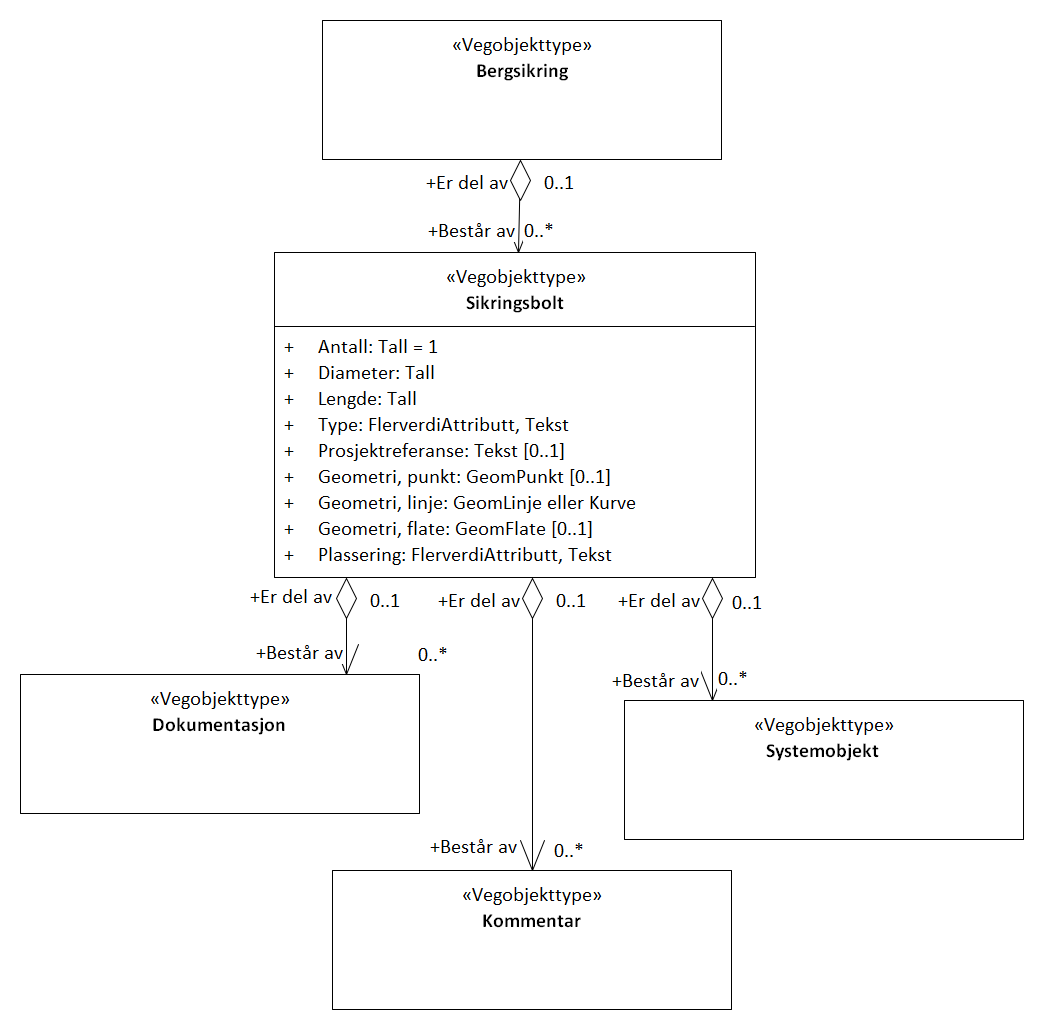 «Vegobjekttype»
Bergsikring
+Er del av 0..1
+Består av 0..*
«Vegobjekttype»
Sikringsbolt
+ Antall: Tall = 1
+ Diameter: Tall
+ Lengde: Tall
+ Type: FlerverdiAttributt, Tekst
+ Prosjektreferanse: Tekst [0..1]
+ Geometri, punkt: GeomPunkt [0..1]
+ Geometri, linje: GeomLinje eller Kurve
+ Geometri, flate: GeomFlate [0..1]
+ Plassering: FlerverdiAttributt, Tekst
+Er del av 0..1 +Er del av 0..1 +Er del av 0..1
+Består av 0..*
+Består av 0..*
«Vegobjekttype»
Dokumentasjon
«Vegobjekttype»
Systemobjekt
+Består av 0..*
«Vegobjekttype»
Kommentar